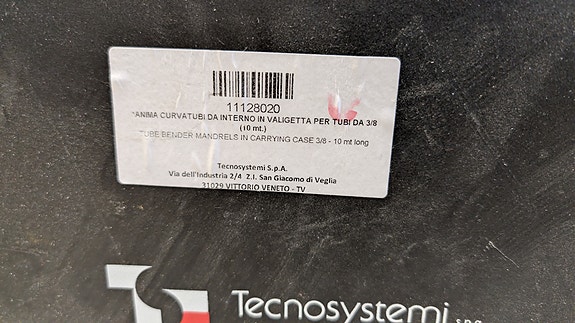 11128020
"ANIMA CURVATUBI DA INTERNO IN VALIGETTA PER TUBI DA 3/8
(10 mt.)
TUBE BENDER MANDRELS IN CARRYING CASE 3/8 - 10 mt long
Tecnosystemi S.p.A.
Via dell'Industria 2/4 Z.I. San Giacomo di Veglia
31029 VITTORIO VENETO - TV
Tecnosystemi s.p.a.